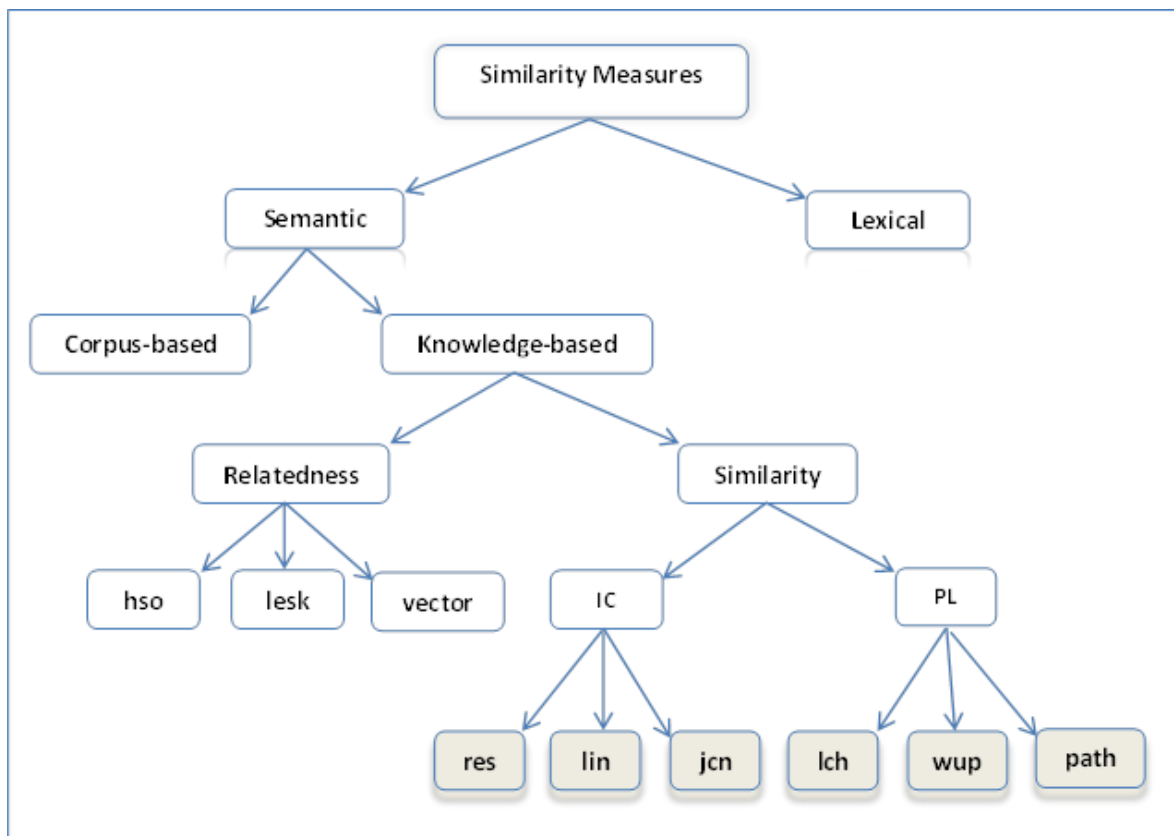 Similarity Measures
Semantic
Lexical
Corpus-based
Knowledge-based
Relatedness
Similarity
hso
lesk
vector
IC
PL
res
lin
jcn
lch
wup
path